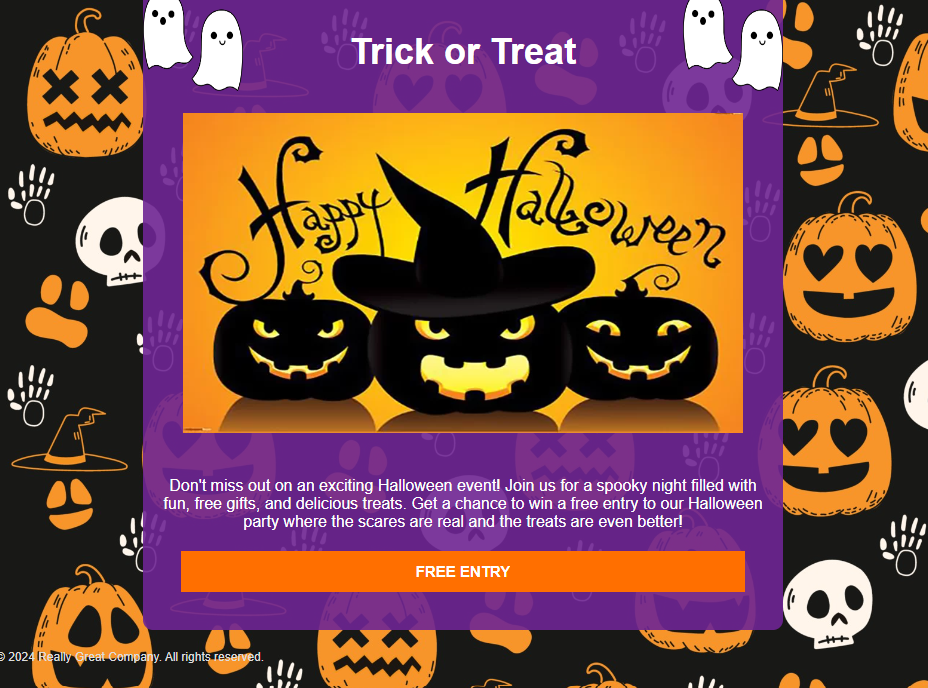 Trick or Treat
Happy Halloween
Don't miss out on an exciting Halloween event! Join us for a spooky night filled with
fun, free gifts, and delicious treats. Get a chance to win a free entry to our Halloween
party where the scares are real and the treats are even better!
FREE ENTRY
© 2024 Really Great Company. All rights reserved.